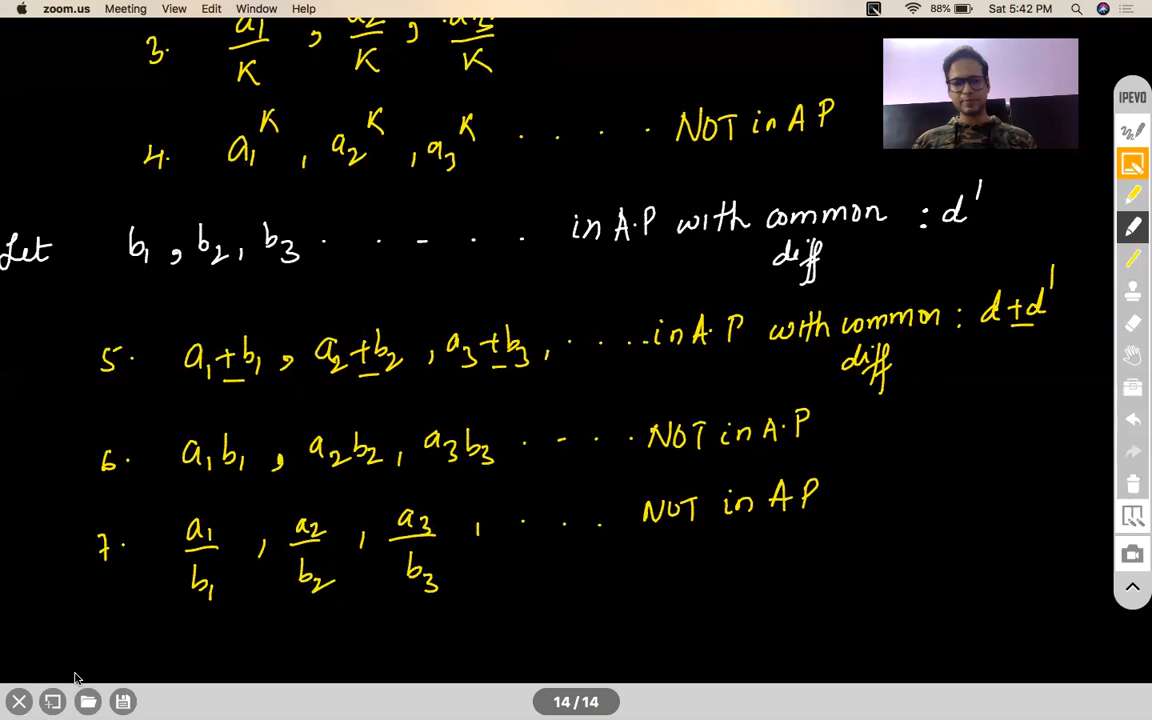 zoom.us Meeting View Edit Window Help 88% Sat 5:42 PM
IPEVO
3. a1/K , a2/K , a3/K
4. a1^K , a2^K , a3^K . . . . NOT in A P
Let b1 , b2 , b3 . . - . . in A.P with common diff : d'
5. a1+b1 , a2+b2 , a3+b3, . . . . . in A.P with common diff : d+d'
6. a1b1 , a2b2 , a3b3 . - . . NOT in A.P
7. a1/b1 , a2/b2 , a3/b3 , . . . NOT in A P
14 / 14